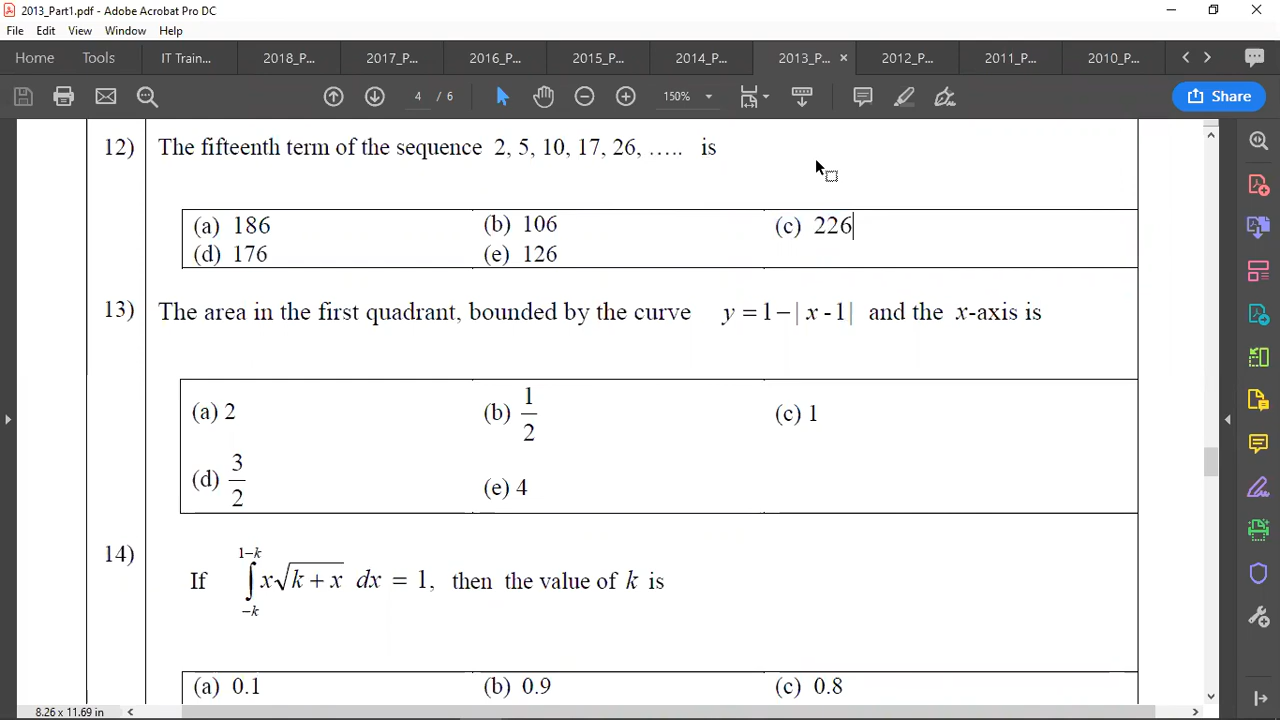 2013_Part1.pdf - Adobe Acrobat Pro DC
File Edit View Window Help
Home Tools IT Train... 2018_P... 2017_P... 2016_P... 2015_P... 2014_P... 2013_P... × 2012_P... 2011_P... 2010_P...
4 / 6 150% Share
12) The fifteenth term of the sequence 2, 5, 10, 17, 26, ….. is
(a) 186 (b) 106 (c) 226
(d) 176 (e) 126
13) The area in the first quadrant, bounded by the curve y = 1 − | x - 1| and the x-axis is
(a) 2 (b) 1/2 (c) 1
(d) 3/2 (e) 4
14) If ∫_{−k}^{1−k} x√(k + x) dx = 1, then the value of k is
(a) 0.1 (b) 0.9 (c) 0.8
8.26 x 11.69 in